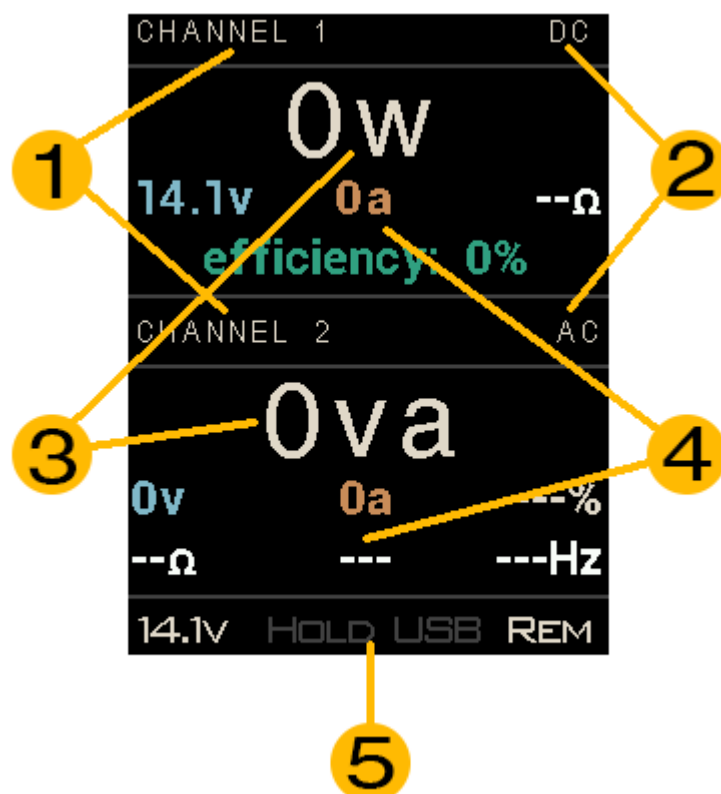 CHANNEL 1 DC
0w
1 2
14.1v 0a --Ω
efficiency: 0%
CHANNEL 2 AC
0va
3 4
0v 0a ---%
--Ω --- ---Hz
14.1V HOLD USB REM
5